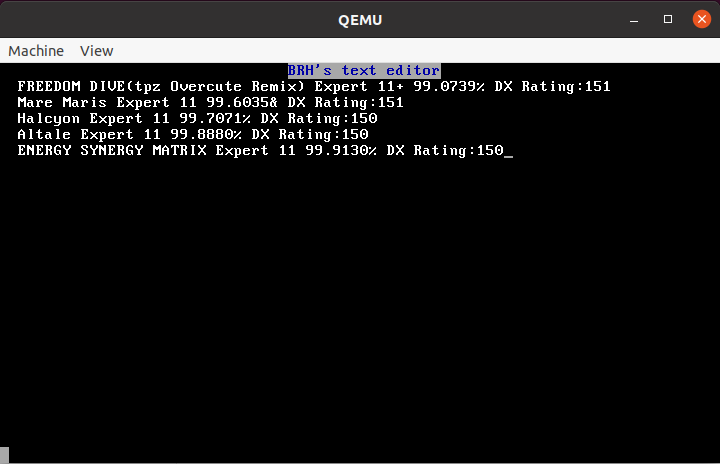 QEMU
Machine View
BRH's text editor
FREEDOM DIVE(tpz Overcute Remix) Expert 11+ 99.0739% DX Rating:151
Mare Maris Expert 11 99.6035& DX Rating:151
Halcyon Expert 11 99.7071% DX Rating:150
Altale Expert 11 99.8880% DX Rating:150
ENERGY SYNERGY MATRIX Expert 11 99.9130% DX Rating:150_